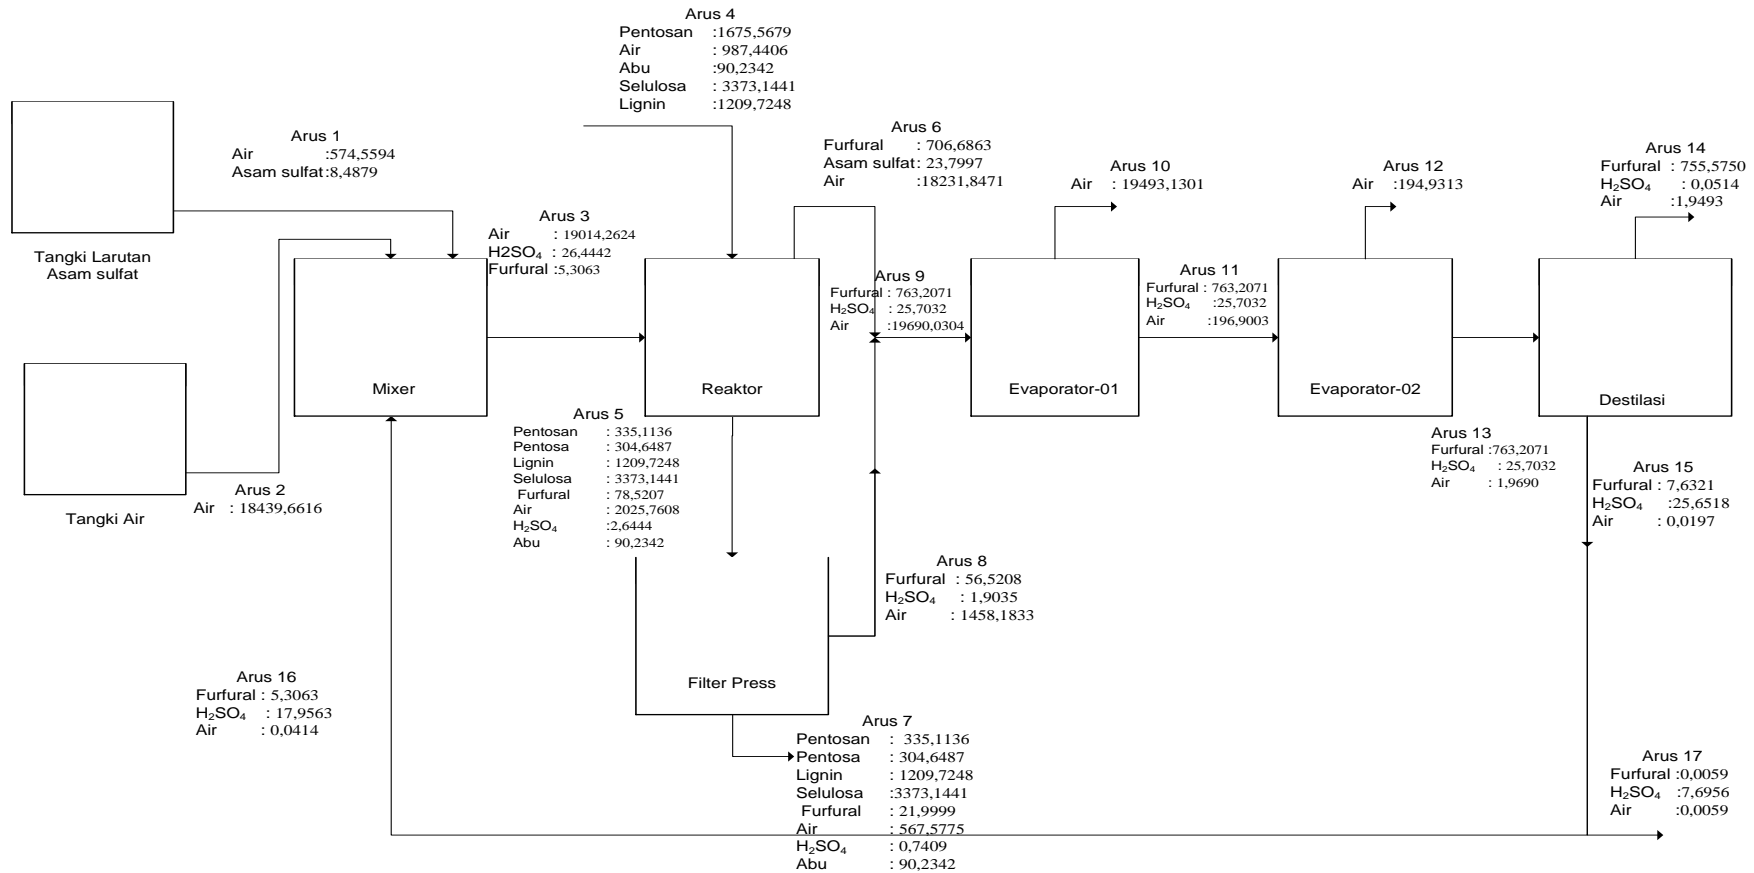 Arus 4
Pentosan :1675,5679
Air : 987,4406
Abu :90,2342
Selulosa : 3373,1441
Lignin :1209,7248
Arus 1
Air :574,5594
Asam sulfat:8,4879
Tangki Larutan
Asam sulfat
Arus 3
Air : 19014,2624
H2SO₄ : 26,4442
Furfural :5,3063
Arus 6
Furfural : 706,6863
Asam sulfat: 23,7997
Air :18231,8471
Arus 10
Air : 19493,1301
Arus 12
Air :194,9313
Arus 14
Furfural : 755,5750
H₂SO₄ : 0,0514
Air :1,9493
Arus 9
Furfural : 763,2071
H₂SO₄ : 25,7032
Air :19690,0304
Arus 11
Furfural : 763,2071
H₂SO₄ :25,7032
Air :196,9003
Mixer
Reaktor
Evaporator-01
Evaporator-02
Destilasi
Arus 2
Air : 18439,6616
Tangki Air
Arus 5
Pentosan : 335,1136
Pentosa : 304,6487
Lignin : 1209,7248
Selulosa : 3373,1441
Furfural : 78,5207
Air : 2025,7608
H₂SO₄ :2,6444
Abu : 90,2342
Arus 13
Furfural :763,2071
H₂SO₄ : 25,7032
Air : 1,9690
Arus 15
Furfural : 7,6321
H₂SO₄ :25,6518
Air : 0,0197
Arus 8
Furfural : 56,5208
H₂SO₄ : 1,9035
Air : 1458,1833
Filter Press
Arus 16
Furfural : 5,3063
H₂SO₄ : 17,9563
Air : 0,0414
Arus 7
Pentosan : 335,1136
Pentosa : 304,6487
Lignin : 1209,7248
Selulosa :3373,1441
Furfural : 21,9999
Air : 567,5775
H₂SO₄ : 0,7409
Abu : 90,2342
Arus 17
Furfural :0,0059
H₂SO₄ :7,6956
Air :0,0059